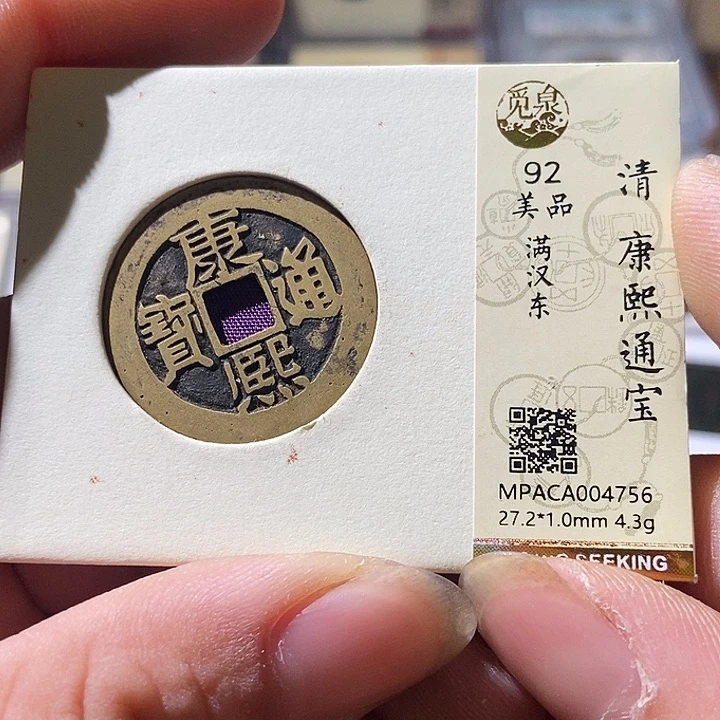 康
熙
通
寶
觅泉
92
美品
满汉东
清 康熙通宝
MPACA004756
27.2*1.0mm 4.3g
SEEKING